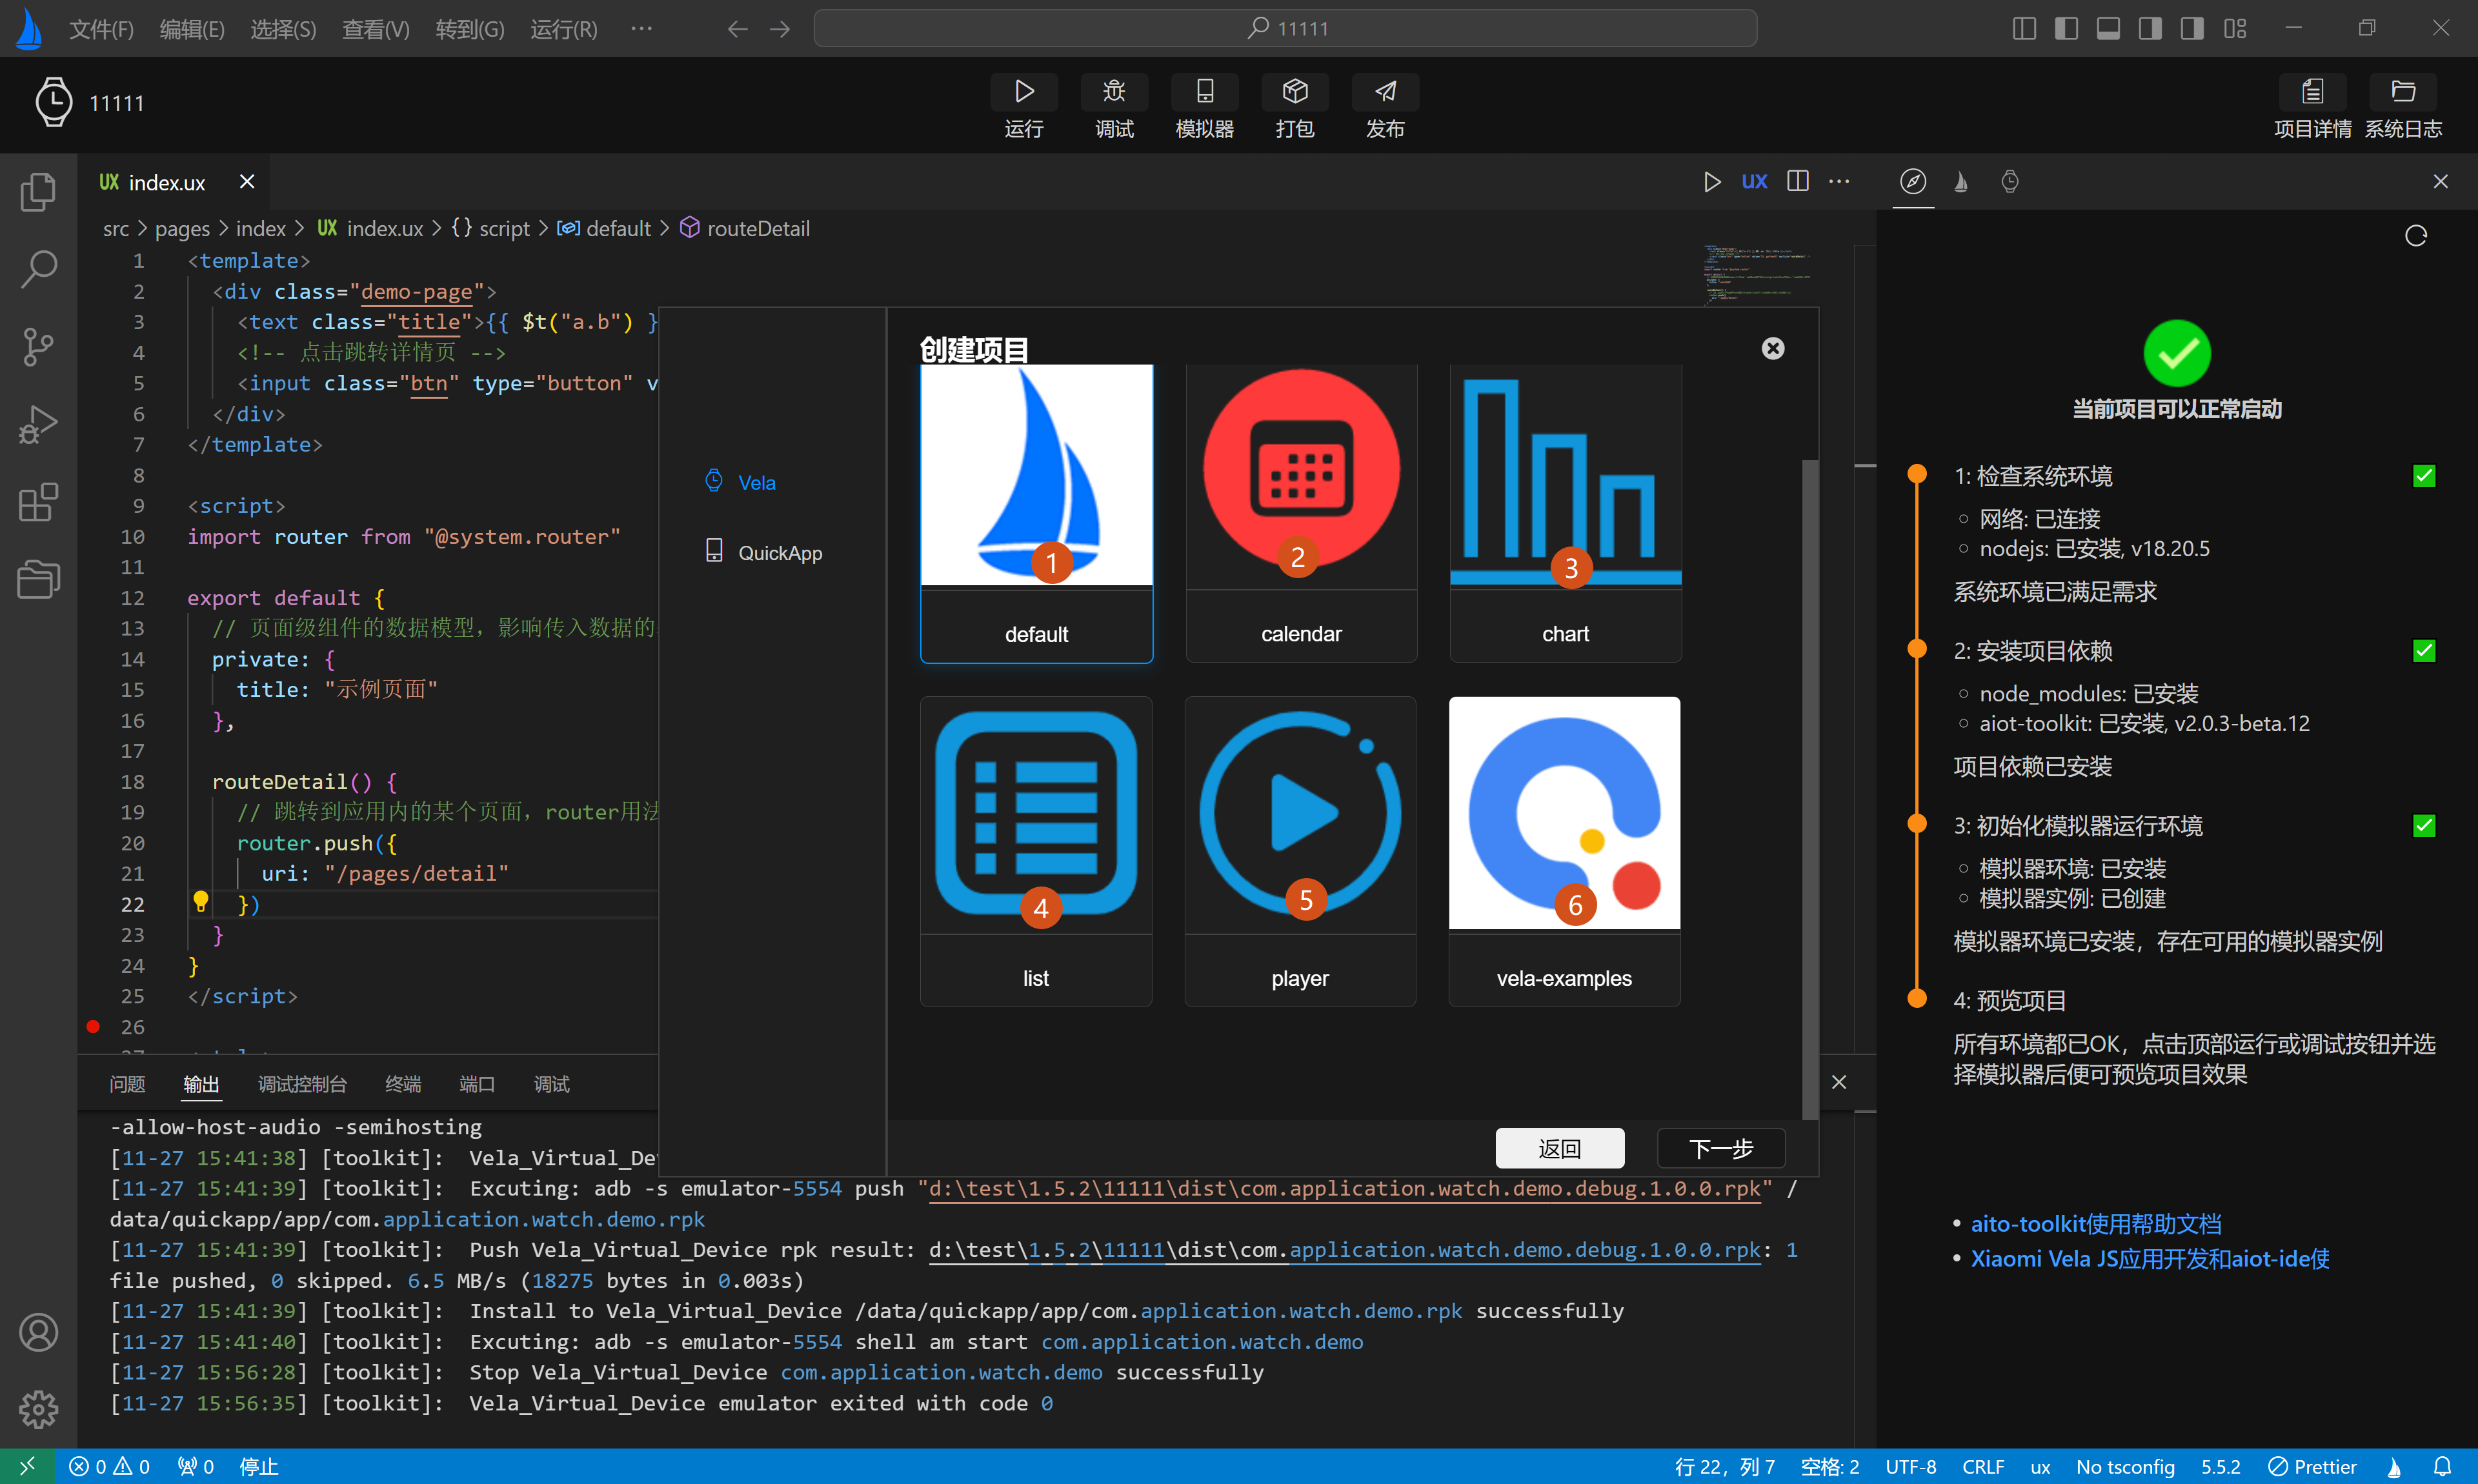 文件(F) 编辑(E) 选择(S) 查看(V) 转到(G) 运行(R) ···
11111
11111
运行 调试 模拟器 打包 发布
项目详情 系统日志
UX index.ux
UX
src > pages > index > UX index.ux > {} script > default > routeDetail
1 <template>
2 <div class="demo-page">
3 <text class="title">{{ $t("a.b") }
4 <!-- 点击跳转详情页 -->
5 <input class="btn" type="button" v
6 </div>
7 </template>
8
9 <script>
10 import router from "@system.router"
11
12 export default {
13 // 页面级组件的数据模型，影响传入数据的
14 private: {
15 title: "示例页面"
16 },
17
18 routeDetail() {
19 // 跳转到应用内的某个页面，router用法
20 router.push({
21 uri: "/pages/detail"
22 })
23 }
24 }
25 </script>
26
创建项目
Vela
QuickApp
1
2
3
default
calendar
chart
4
5
6
list
player
vela-examples
返回
下一步
问题 输出 调试控制台 终端 端口 调试
-allow-host-audio -semihosting
[11-27 15:41:38] [toolkit]: Vela_Virtual_De
[11-27 15:41:39] [toolkit]: Excuting: adb -s emulator-5554 push "d:\test\1.5.2\11111\dist\com.application.watch.demo.debug.1.0.0.rpk" /
data/quickapp/app/com.application.watch.demo.rpk
[11-27 15:41:39] [toolkit]: Push Vela_Virtual_Device rpk result: d:\test\1.5.2\11111\dist\com.application.watch.demo.debug.1.0.0.rpk: 1
file pushed, 0 skipped. 6.5 MB/s (18275 bytes in 0.003s)
[11-27 15:41:39] [toolkit]: Install to Vela_Virtual_Device /data/quickapp/app/com.application.watch.demo.rpk successfully
[11-27 15:41:40] [toolkit]: Excuting: adb -s emulator-5554 shell am start com.application.watch.demo
[11-27 15:56:28] [toolkit]: Stop Vela_Virtual_Device com.application.watch.demo successfully
[11-27 15:56:35] [toolkit]: Vela_Virtual_Device emulator exited with code 0
当前项目可以正常启动
1: 检查系统环境
网络: 已连接
nodejs: 已安装, v18.20.5
系统环境已满足需求
2: 安装项目依赖
node_modules: 已安装
aiot-toolkit: 已安装, v2.0.3-beta.12
项目依赖已安装
3: 初始化模拟器运行环境
模拟器环境: 已安装
模拟器实例: 已创建
模拟器环境已安装，存在可用的模拟器实例
4: 预览项目
所有环境都已OK，点击顶部运行或调试按钮并选
择模拟器后便可预览项目效果
• aito-toolkit使用帮助文档
• Xiaomi Vela JS应用开发和aiot-ide使
0 0 0 停止
行 22，列 7 空格: 2 UTF-8 CRLF ux No tsconfig 5.5.2 Prettier